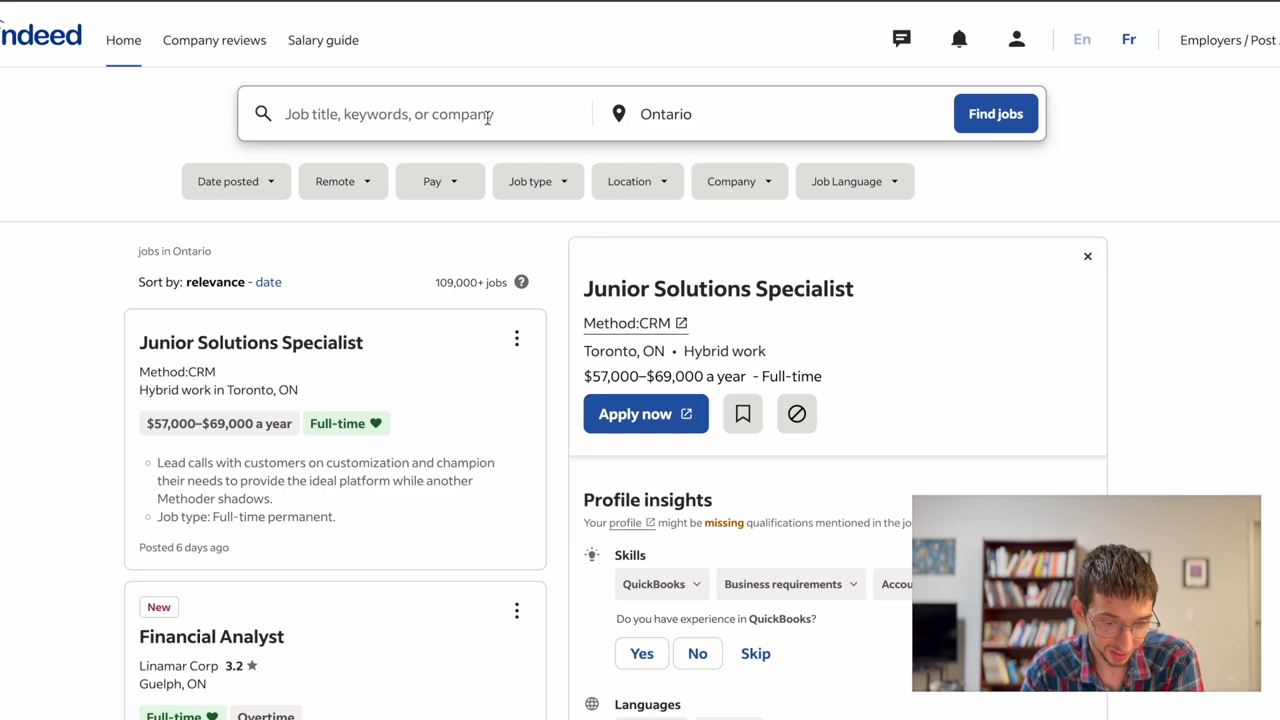 indeed
Home
Company reviews
Salary guide
En
Fr
Employers / Post
Job title, keywords, or company
Ontario
Find jobs
Date posted
Remote
Pay
Job type
Location
Company
Job Language
jobs in Ontario
Sort by: relevance - date
109,000+ jobs
Junior Solutions Specialist
Method:CRM
Hybrid work in Toronto, ON
$57,000–$69,000 a year
Full-time
Lead calls with customers on customization and champion
their needs to provide the ideal platform while another
Methoder shadows.
Job type: Full-time permanent.
Posted 6 days ago
New
Financial Analyst
Linamar Corp 3.2
Guelph, ON
Full-time
Overtime
Junior Solutions Specialist
Method:CRM
Toronto, ON • Hybrid work
$57,000–$69,000 a year - Full-time
Apply now
Profile insights
Your profile might be missing qualifications mentioned in the jo
Skills
QuickBooks
Business requirements
Accou
Do you have experience in QuickBooks?
Yes
No
Skip
Languages